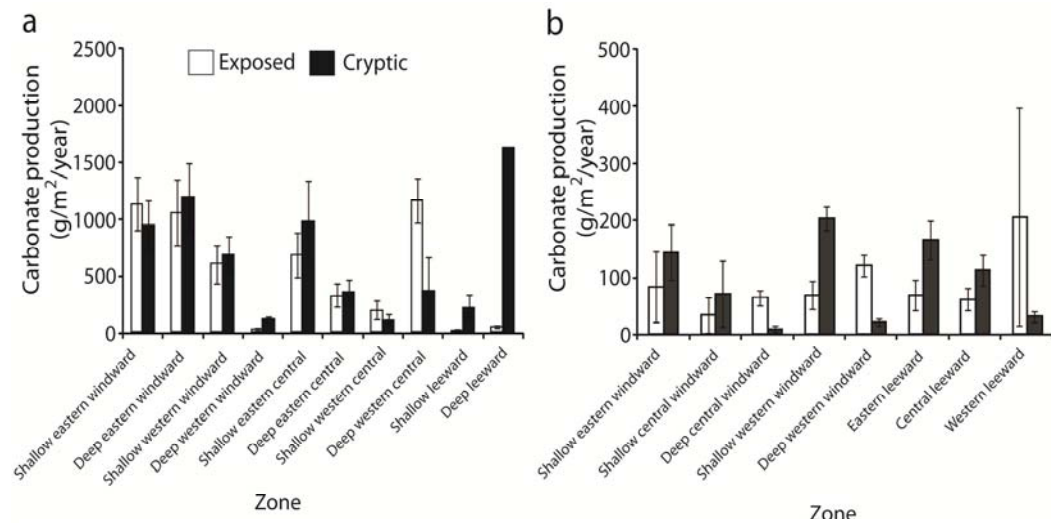 a
2500
2000
1500
1000
500
0
Carbonate production
(g/m²/year)
Exposed
Cryptic
Shallow eastern windward
Deep eastern windward
Shallow western windward
Deep western windward
Shallow eastern central
Deep eastern central
Shallow western central
Deep western central
Shallow leeward
Deep leeward
Zone
b
500
400
300
200
100
0
Carbonate production
(g/m²/year)
Shallow eastern windward
Shallow central windward
Deep central windward
Shallow western windward
Deep western windward
Eastern leeward
Central leeward
Western leeward
Zone